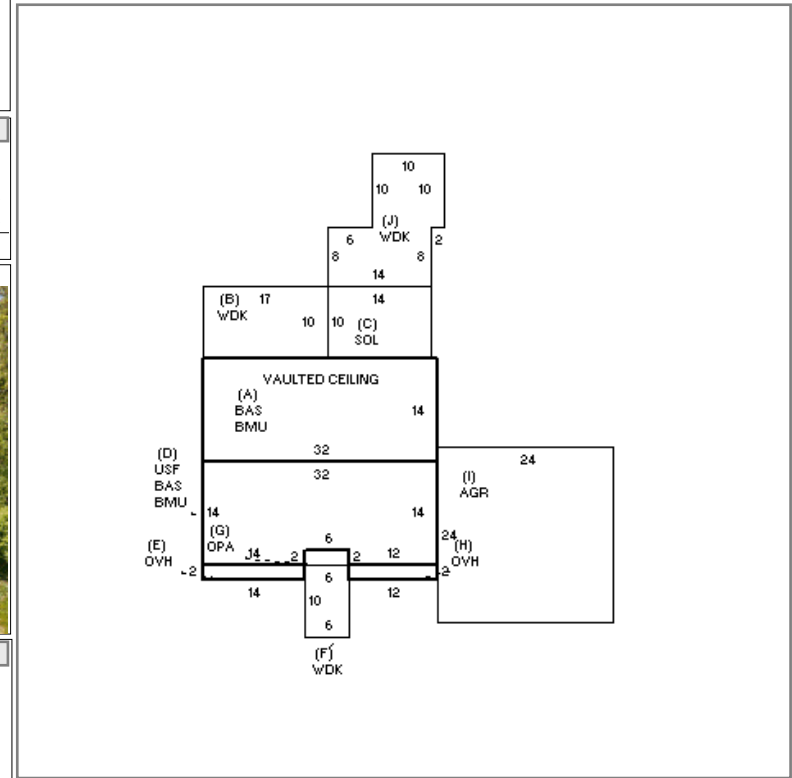 10
10 10
(J)
WDK
6 2
8 8
14
(B) 17
WDK
14
10 10 (C)
SOL
VAULTED CEILING
(A)
BAS
BMU
14
32
32
(D)
USF
BAS
BMU
14
14
24
(I)
AGR
24
(G)
OPA
(E)
OVH
(H)
OVH
6
14 2 2 12
2 6 2
14 10 12
6
(F)
WDK